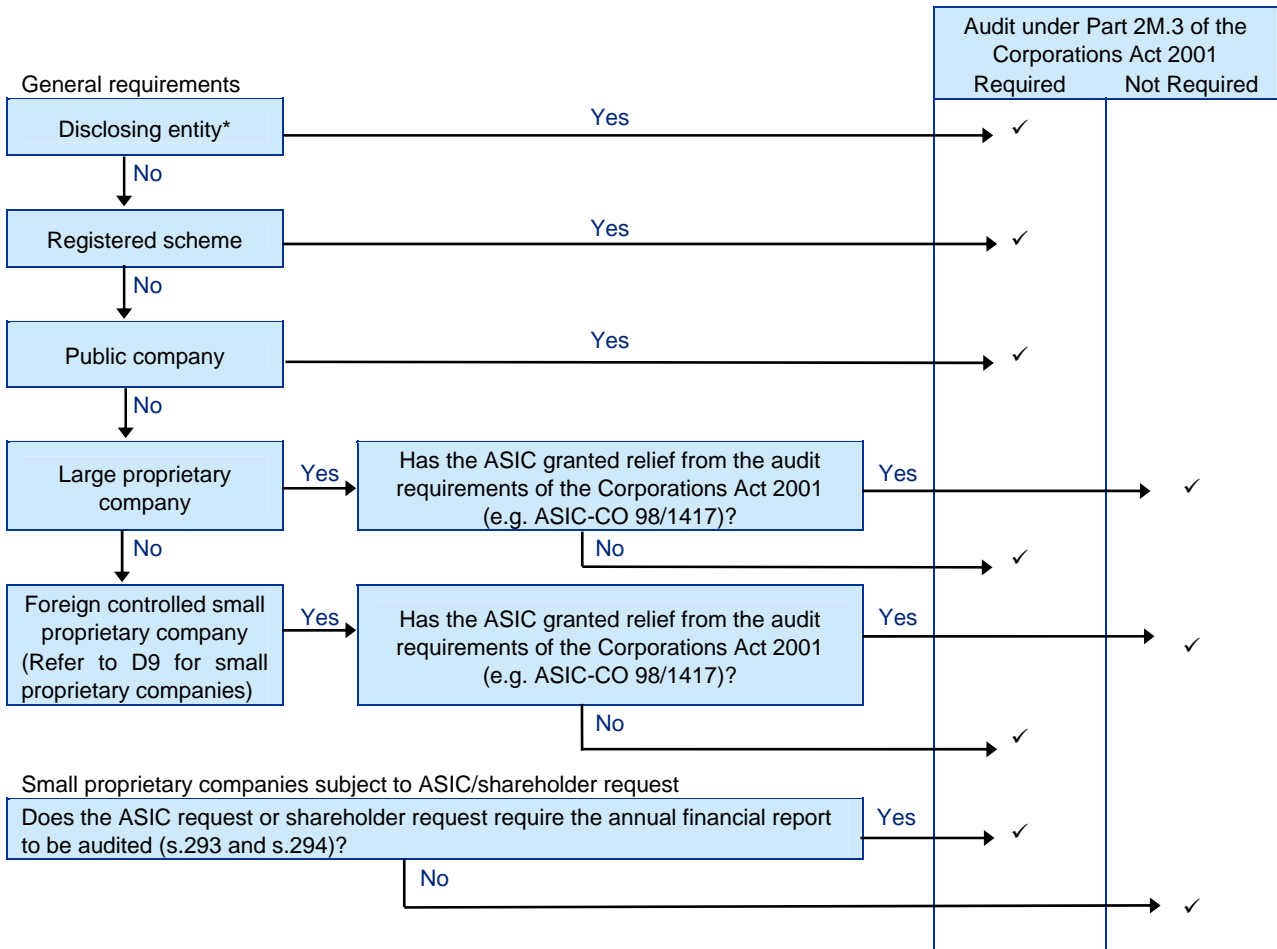 Audit under Part 2M.3 of the
Corporations Act 2001
General requirements
Required Not Required
Disclosing entity*
Yes
✓
No
Registered scheme
Yes
✓
No
Public company
Yes
✓
No
Large proprietary
company
Yes
Has the ASIC granted relief from the audit
requirements of the Corporations Act 2001
(e.g. ASIC-CO 98/1417)?
Yes
✓
No
No
✓
Foreign controlled small
proprietary company
(Refer to D9 for small
proprietary companies)
Yes
Has the ASIC granted relief from the audit
requirements of the Corporations Act 2001
(e.g. ASIC-CO 98/1417)?
Yes
✓
No
✓
Small proprietary companies subject to ASIC/shareholder request
Does the ASIC request or shareholder request require the annual financial report
to be audited (s.293 and s.294)?
Yes
✓
No
✓